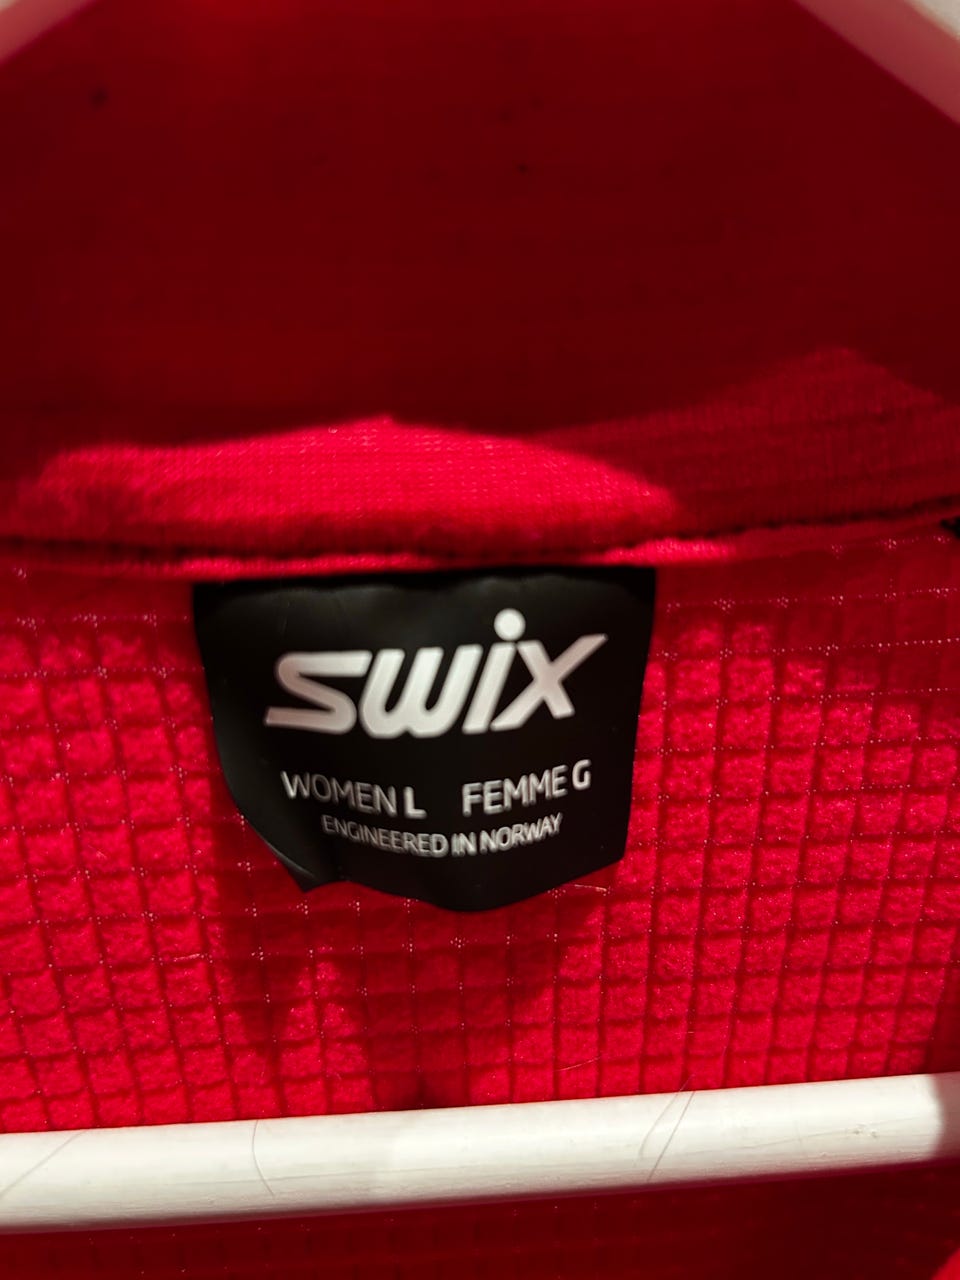 swix
WOMEN L FEMME G
ENGINEERED IN NORWAY